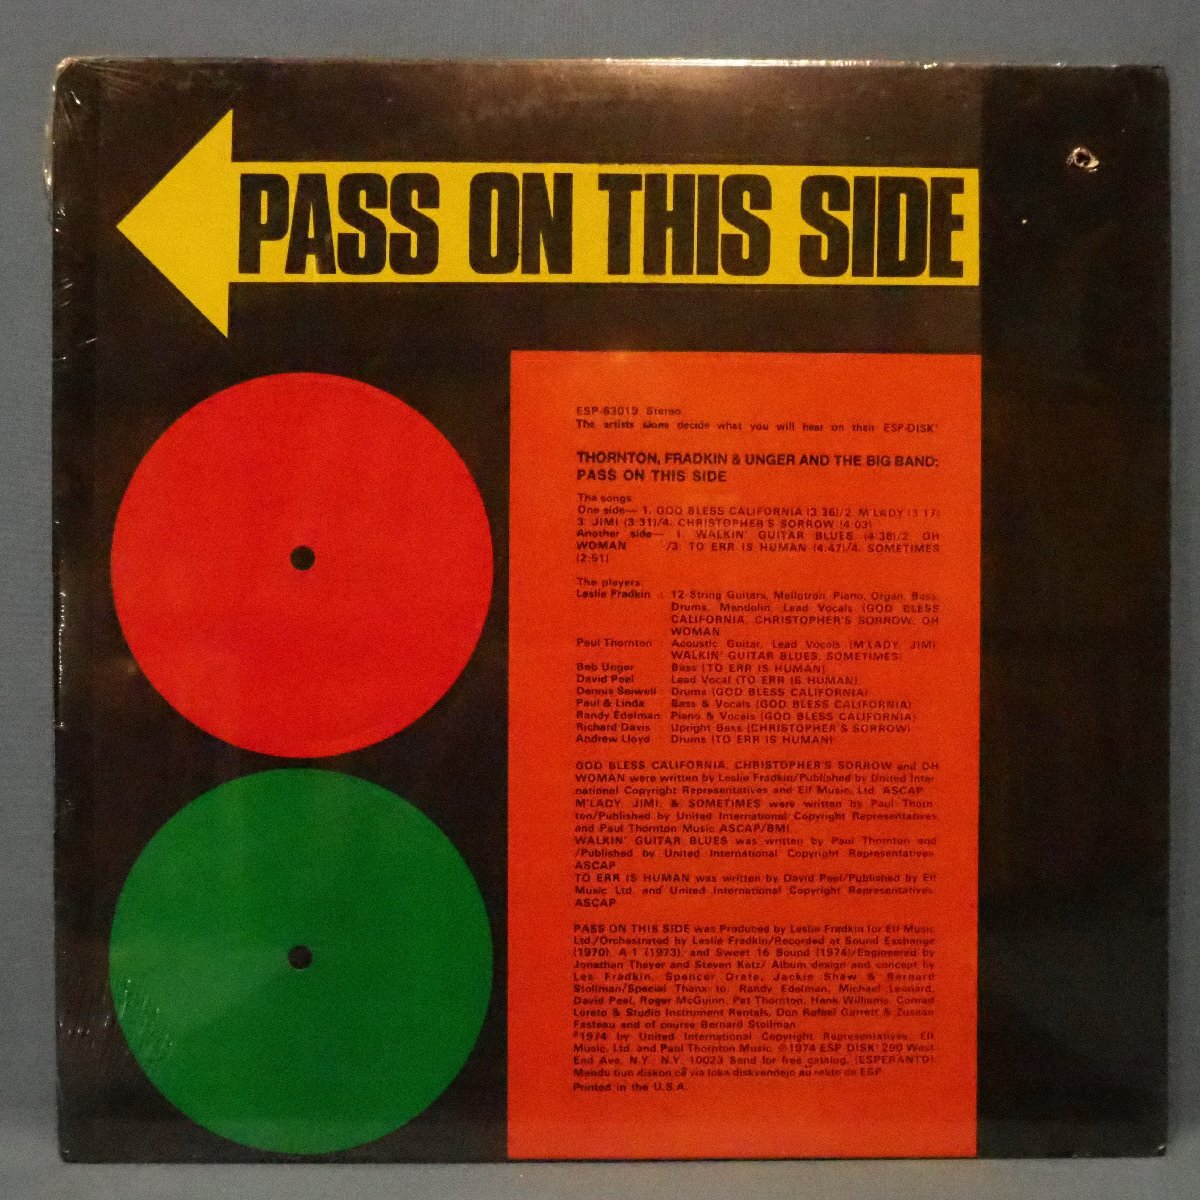 PASS ON THIS SIDE
ESP-63019 Stereo
The artists alone decide what you will hear on their ESP-DISK'
THORNTON, FRADKIN & UNGER AND THE BIG BAND:
PASS ON THIS SIDE
The songs
One side— 1. GOD BLESS CALIFORNIA (3:36)/2. M'LADY (3:17)
3. JIMI (3:31)/4. CHRISTOPHER'S SORROW (4:03)
Another side— 1. WALKIN' GUITAR BLUES (4:38)/2. OH
WOMAN /3. TO ERR IS HUMAN (4:47)/4. SOMETIMES
(2:51)
The players:
Leslie Fradkin : 12-String Guitars, Mellotron, Piano, Organ, Bass,
Drums, Mandolin, Lead Vocals (GOD BLESS
CALIFORNIA, CHRISTOPHER'S SORROW, OH
WOMAN
Paul Thornton : Acoustic Guitar, Lead Vocals (M'LADY, JIMI
WALKIN' GUITAR BLUES, SOMETIMES)
Bob Unger : Bass (TO ERR IS HUMAN)
David Peel : Lead Vocal (TO ERR IS HUMAN)
Dennis Seiwell : Drums (GOD BLESS CALIFORNIA)
Paul & Linda : Bass & Vocals (GOD BLESS CALIFORNIA)
Randy Edelman: Piano & Vocals (GOD BLESS CALIFORNIA)
Richard Davis : Upright Bass (CHRISTOPHER'S SORROW)
Andrew Lloyd : Drums (TO ERR IS HUMAN)
GOD BLESS CALIFORNIA, CHRISTOPHER'S SORROW and OH
WOMAN were written by Leslie Fradkin/Published by United Inter
national Copyright Representatives and Elf Music, Ltd. ASCAP
M'LADY, JIMI, & SOMETIMES were written by Paul Thorn
ton/Published by United International Copyright Representatives
and Paul Thornton Music ASCAP/BMI.
WALKIN' GUITAR BLUES was written by Paul Thornton and
/Published by United International Copyright Representatives,
ASCAP
TO ERR IS HUMAN was written by David Peel/Published by Elf
Music Ltd. and United International Copyright Representatives.
ASCAP
PASS ON THIS SIDE was Produced by Leslie Fradkin for Elf Music
Ltd./Orchestrated by Leslie Fradkin/Recorded at Sound Exchange
(1970), A-1 (1973), and Sweet 16 Sound (1974)/Engineered by
Jonathan Thayer and Steven Katz/ Album design and concept by
Les Fradkin, Spencer Drate, Jackie Shaw & Bernard
Stollman/Special Thanx to: Randy Edelman, Michael Leonard,
David Peel, Roger McGuinn, Pat Thornton, Hank Williams, Conrad
Loreto & Studio Instrument Rentals, Don Rafael Garrett & Zusaan
Fasteau and of course Bernard Stollman
℗1974 by United International Copyright Representatives, Elf
Music, Ltd. and Paul Thornton Music. ©1974 ESP DISK' 290 West
End Ave, N.Y., N.Y. 10023 Send for free catalog. (ESPERANTO)
Mendu tiun diskon ĉe via loka diskvendejo aŭ rekte de ESP
Printed in the U.S.A.